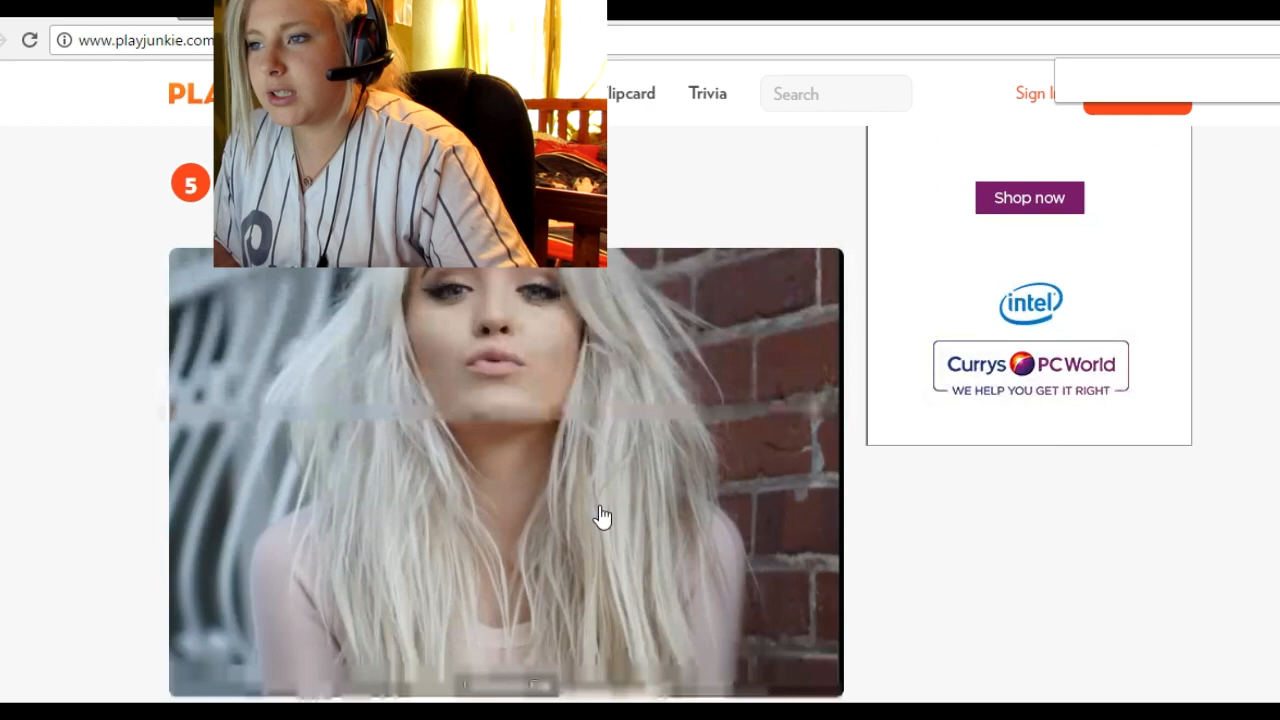 www.playjunkie.com
PLA
lipcard Trivia Search Sign I
5
Shop now
intel
Currys PC World
WE HELP YOU GET IT RIGHT